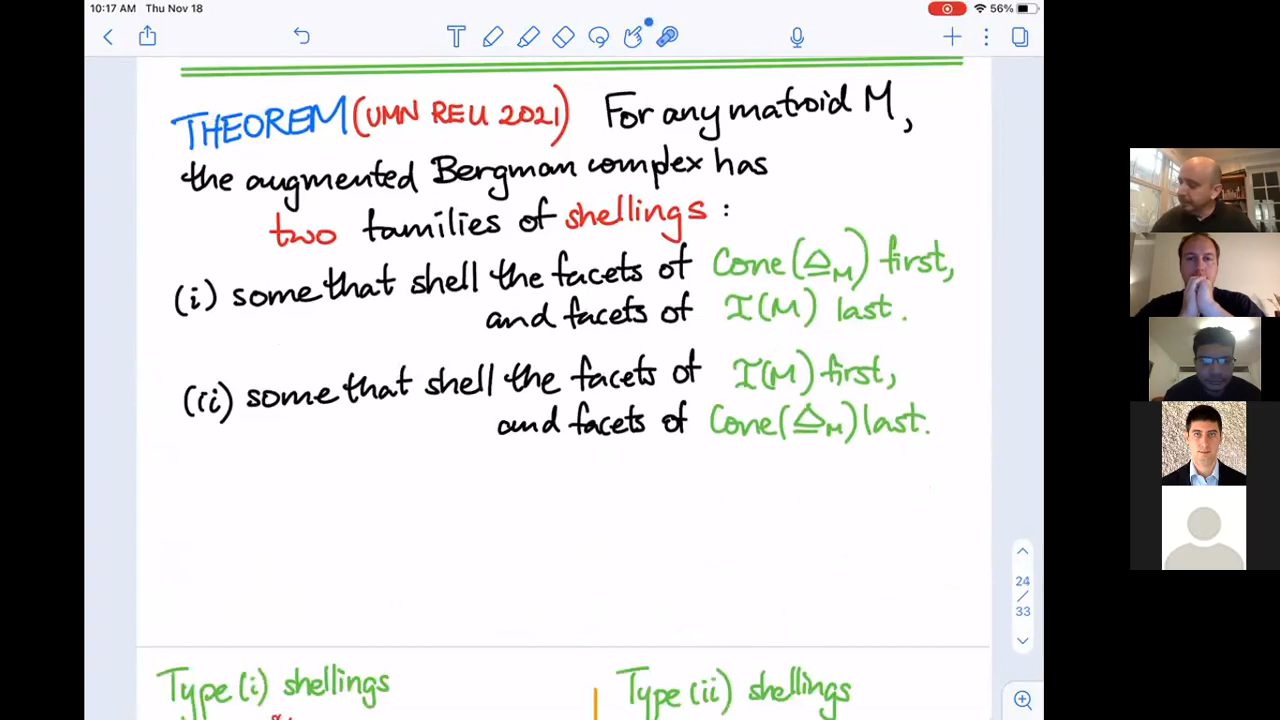 10:17 AM Thu Nov 18
56%
THEOREM (UMN REU 2021) For any matroid M,
the augmented Bergman complex has
two families of shellings :
(i) some that shell the facets of Cone(Δ_M) first,
and facets of I(M) last.
(ii) some that shell the facets of I(M) first,
and facets of Cone(Δ_M) last.
24
/
33
Type (i) shellings
Type (ii) shellings